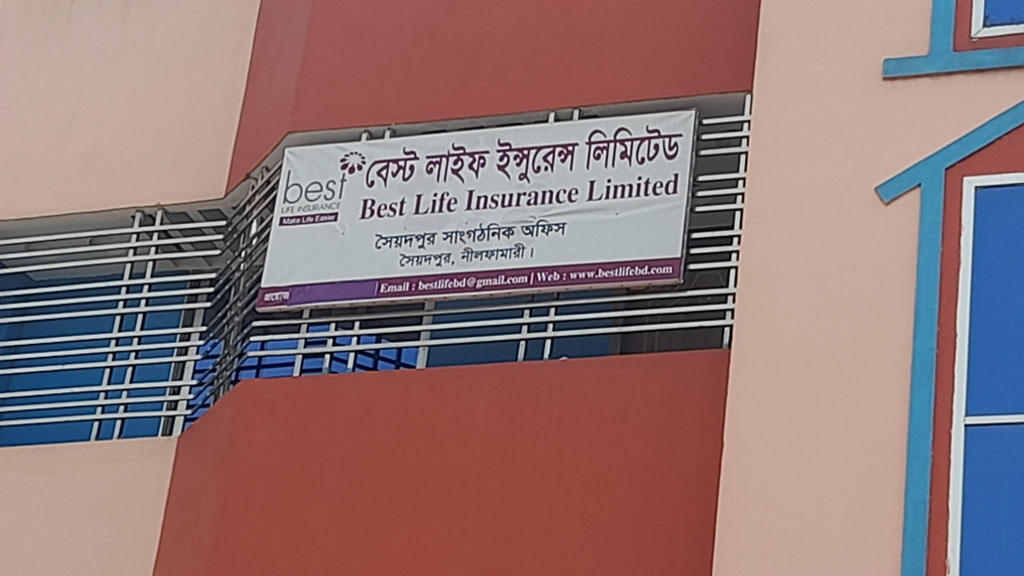 best
LIFE INSURANCE
Make Life Easier
বেস্ট লাইফ ইন্সুরেন্স লিমিটেড
Best Life Insurance Limited
সৈয়দপুর সাংগঠনিক অফিস
সৈয়দপুর, নীলফামারী।
Email : bestlifebd@gmail.com | Web : www.bestlifebd.com